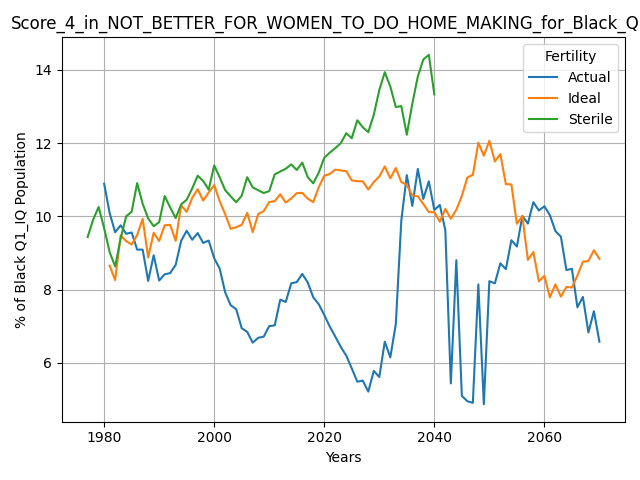 Score_4_in_NOT_BETTER_FOR_WOMEN_TO_DO_HOME_MAKING_for_Black_Q
Fertility
Actual
Ideal
Sterile
% of Black Q1_IQ Population
14
12
10
8
6
1980
2000
2020
2040
2060
Years